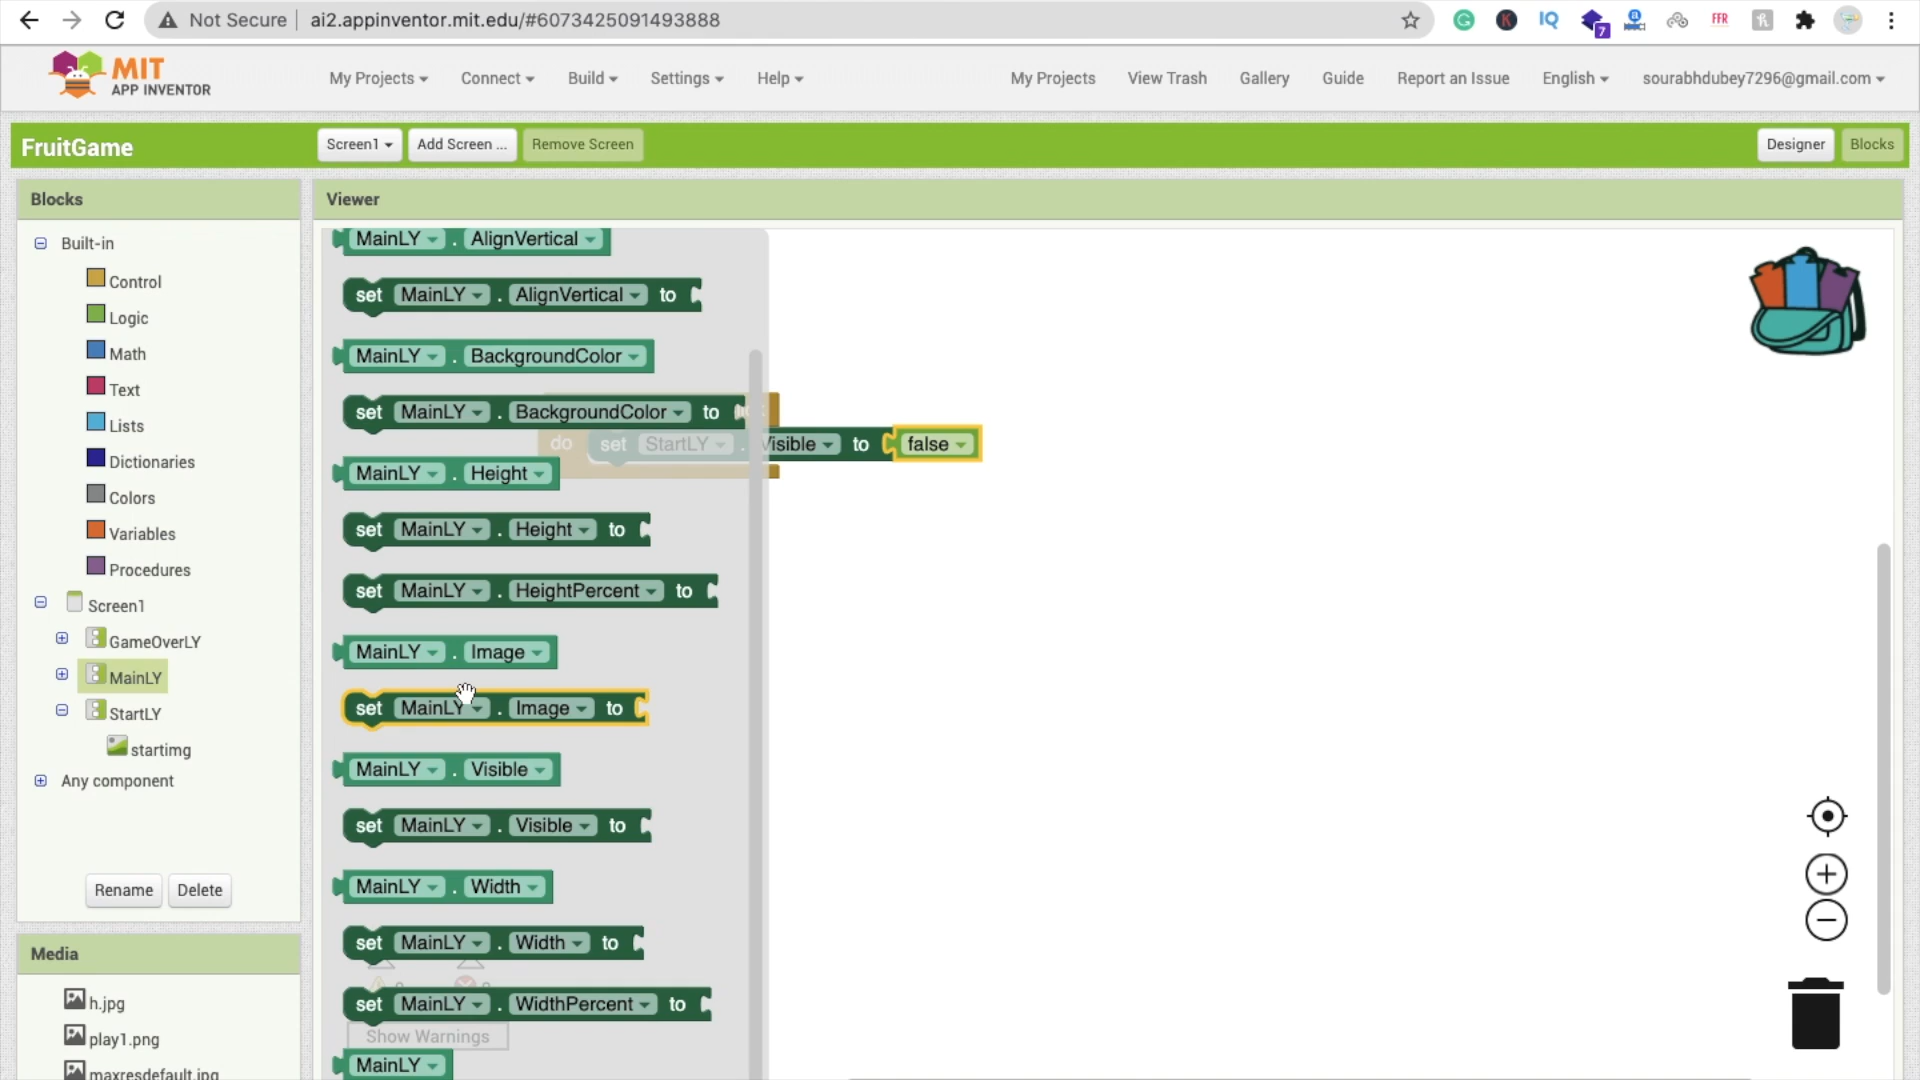 Not Secure
ai2.appinventor.mit.edu/#6073425091493888
7
FFR
MIT
APP INVENTOR
My Projects
Connect
Build
Settings
Help
My Projects
View Trash
Gallery
Guide
Report an Issue
English
sourabhdubey7296@gmail.com
FruitGame
Screen1
Add Screen ...
Remove Screen
Designer
Blocks
Blocks
Viewer
Built-in
Control
Logic
Math
Text
Lists
Dictionaries
Colors
Variables
Procedures
Screen1
GameOverLY
MainLY
StartLY
startimg
Any component
Rename
Delete
Media
h.jpg
play1.png
maxresdefault.jpg
MainLY . AlignVertical
set MainLY . AlignVertical to
MainLY . BackgroundColor
set MainLY . BackgroundColor to
do set StartLY . Visible to false
MainLY . Height
set MainLY . Height to
set MainLY . HeightPercent to
MainLY . Image
set MainLY . Image to
MainLY . Visible
set MainLY . Visible to
MainLY . Width
set MainLY . Width to
set MainLY . WidthPercent to
Show Warnings
MainLY